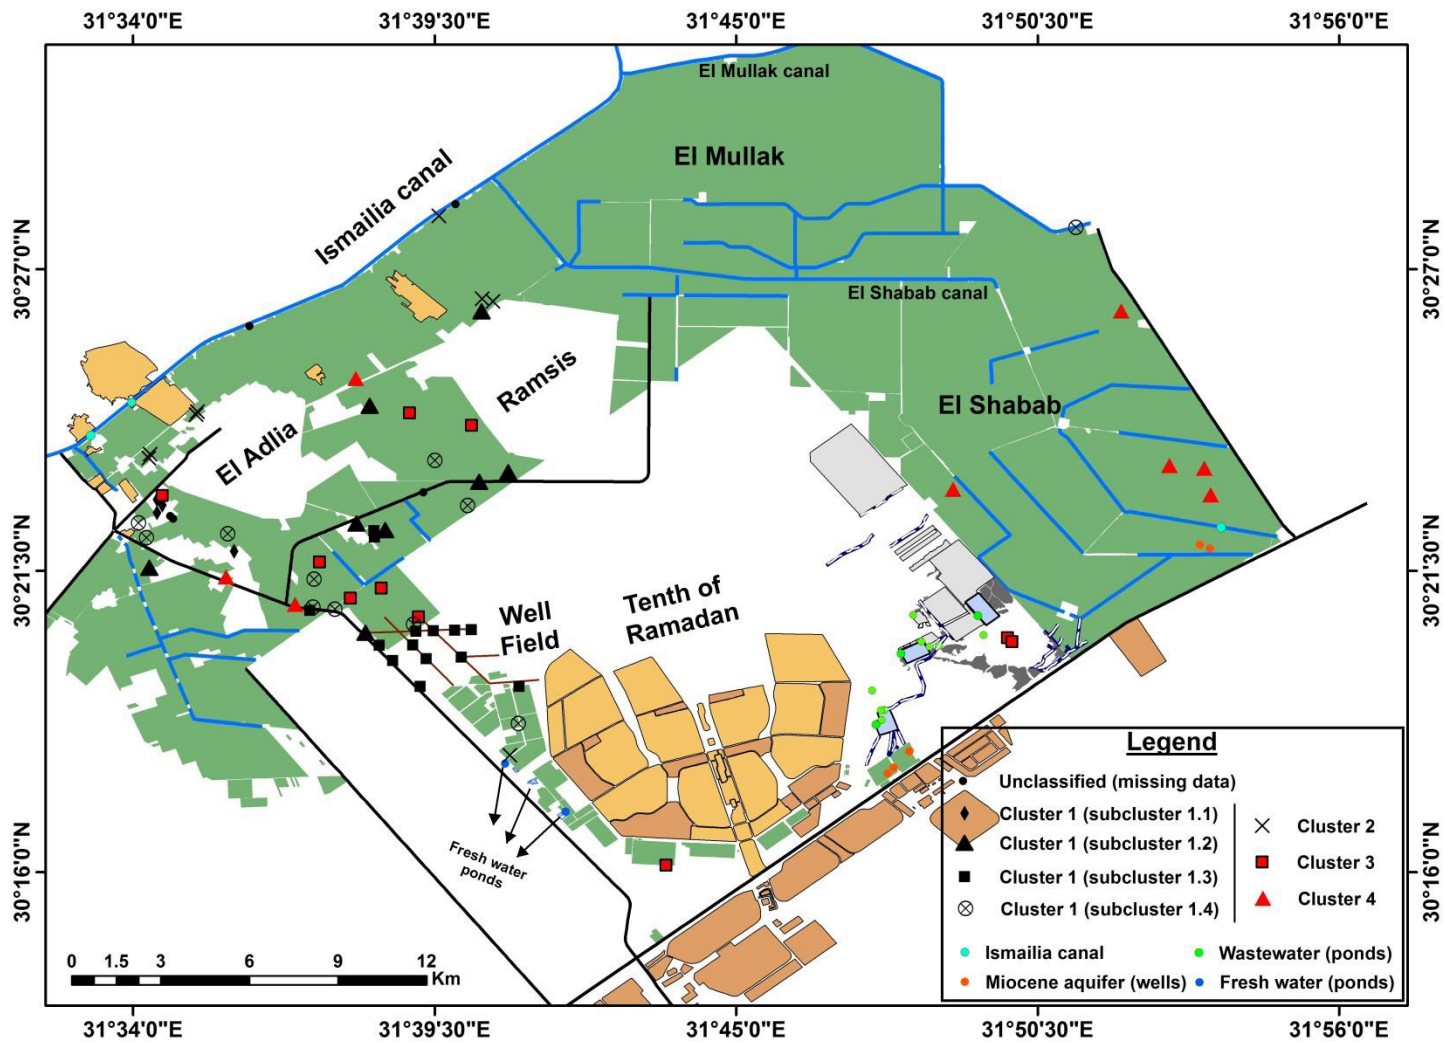 31°34'0"E
31°39'30"E
31°45'0"E
31°50'30"E
31°56'0"E
El Mullak canal
El Mullak
Ismailia canal
30°27'0"N
30°27'0"N
El Shabab canal
Ramsis
El Shabab
El Adlia
30°21'30"N
30°21'30"N
Well
Field
Tenth of
Ramadan
Fresh water
ponds
30°16'0"N
30°16'0"N
Legend
Unclassified (missing data)
Cluster 1 (subcluster 1.1)
Cluster 1 (subcluster 1.2)
Cluster 1 (subcluster 1.3)
Cluster 1 (subcluster 1.4)
Cluster 2
Cluster 3
Cluster 4
Ismailia canal
Wastewater (ponds)
Miocene aquifer (wells)
Fresh water (ponds)
0 1.5 3 6 9 12
Km
31°34'0"E
31°39'30"E
31°45'0"E
31°50'30"E
31°56'0"E